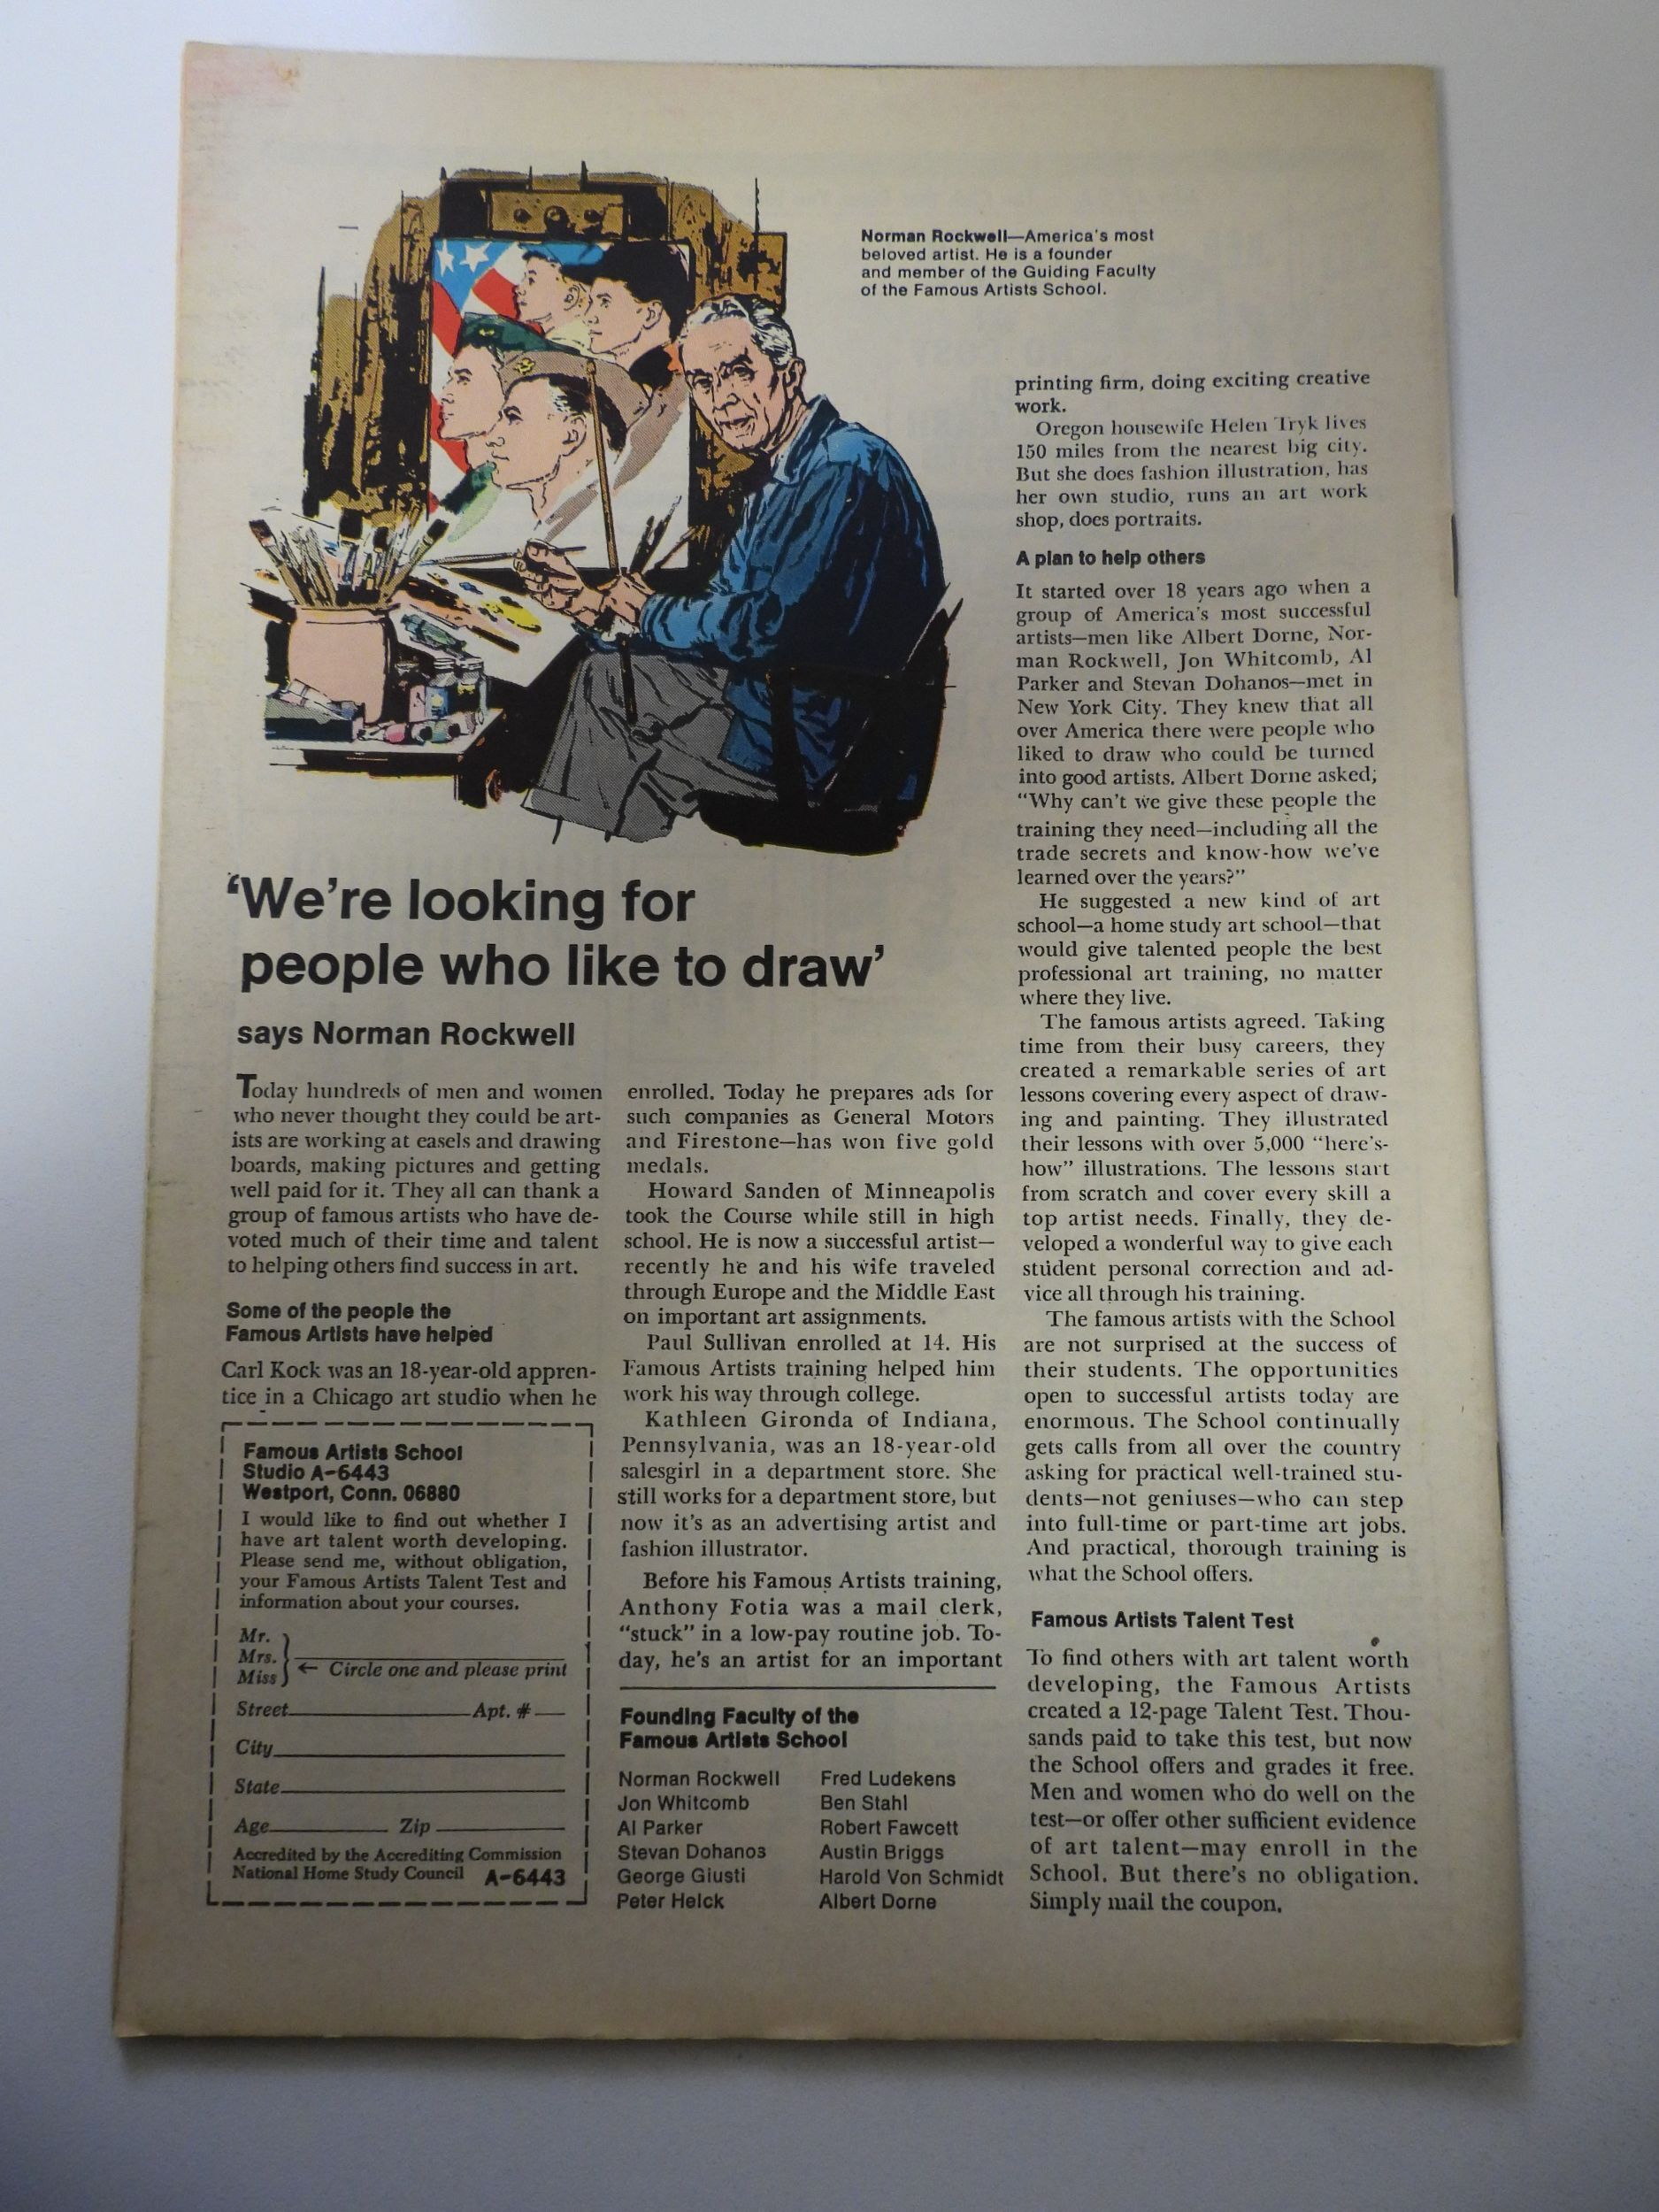 Norman Rockwell—America's most
beloved artist. He is a founder
and member of the Guiding Faculty
of the Famous Artists School.
'We're looking for
people who like to draw'
says Norman Rockwell
Today hundreds of men and women
who never thought they could be art-
ists are working at easels and drawing
boards, making pictures and getting
well paid for it. They all can thank a
group of famous artists who have de-
voted much of their time and talent
to helping others find success in art.
Some of the people the
Famous Artists have helped
Carl Kock was an 18-year-old appren-
tice in a Chicago art studio when he
enrolled. Today he prepares ads for
such companies as General Motors
and Firestone—has won five gold
medals.
Howard Sanden of Minneapolis
took the Course while still in high
school. He is now a successful artist—
recently he and his wife traveled
through Europe and the Middle East
on important art assignments.
Paul Sullivan enrolled at 14. His
Famous Artists training helped him
work his way through college.
Kathleen Gironda of Indiana,
Pennsylvania, was an 18-year-old
salesgirl in a department store. She
still works for a department store, but
now it's as an advertising artist and
fashion illustrator.
Before his Famous Artists training,
Anthony Fotia was a mail clerk,
"stuck" in a low-pay routine job. To-
day, he's an artist for an important
printing firm, doing exciting creative
work.
Oregon housewife Helen Tryk lives
150 miles from the nearest big city.
But she does fashion illustration, has
her own studio, runs an art work
shop, does portraits.
A plan to help others
It started over 18 years ago when a
group of America's most successful
artists—men like Albert Dorne, Nor-
man Rockwell, Jon Whitcomb, Al
Parker and Stevan Dohanos—met in
New York City. They knew that all
over America there were people who
liked to draw who could be turned
into good artists. Albert Dorne asked;
"Why can't we give these people the
training they need—including all the
trade secrets and know-how we've
learned over the years?"
He suggested a new kind of art
school—a home study art school—that
would give talented people the best
professional art training, no matter
where they live.
The famous artists agreed. Taking
time from their busy careers, they
created a remarkable series of art
lessons covering every aspect of draw-
ing and painting. They illustrated
their lessons with over 5,000 "here's-
how" illustrations. The lessons start
from scratch and cover every skill a
top artist needs. Finally, they de-
veloped a wonderful way to give each
student personal correction and ad-
vice all through his training.
The famous artists with the School
are not surprised at the success of
their students. The opportunities
open to successful artists today are
enormous. The School continually
gets calls from all over the country
asking for practical well-trained stu-
dents—not geniuses—who can step
into full-time or part-time art jobs.
And practical, thorough training is
what the School offers.
Famous Artists Talent Test
To find others with art talent worth
developing, the Famous Artists
created a 12-page Talent Test. Thou-
sands paid to take this test, but now
the School offers and grades it free.
Men and women who do well on the
test—or offer other sufficient evidence
of art talent—may enroll in the
School. But there's no obligation.
Simply mail the coupon.
Famous Artists School
Studio A-6443
Westport, Conn. 06880
I would like to find out whether I
have art talent worth developing.
Please send me, without obligation,
your Famous Artists Talent Test and
information about your courses.
Mr.
Mrs.
Miss ← Circle one and please print
Street Apt. #
City
State
Age Zip
Accredited by the Accrediting Commission
National Home Study Council A-6443
Founding Faculty of the
Famous Artists School
Norman Rockwell
Jon Whitcomb
Al Parker
Stevan Dohanos
George Giusti
Peter Helck
Fred Ludekens
Ben Stahl
Robert Fawcett
Austin Briggs
Harold Von Schmidt
Albert Dorne